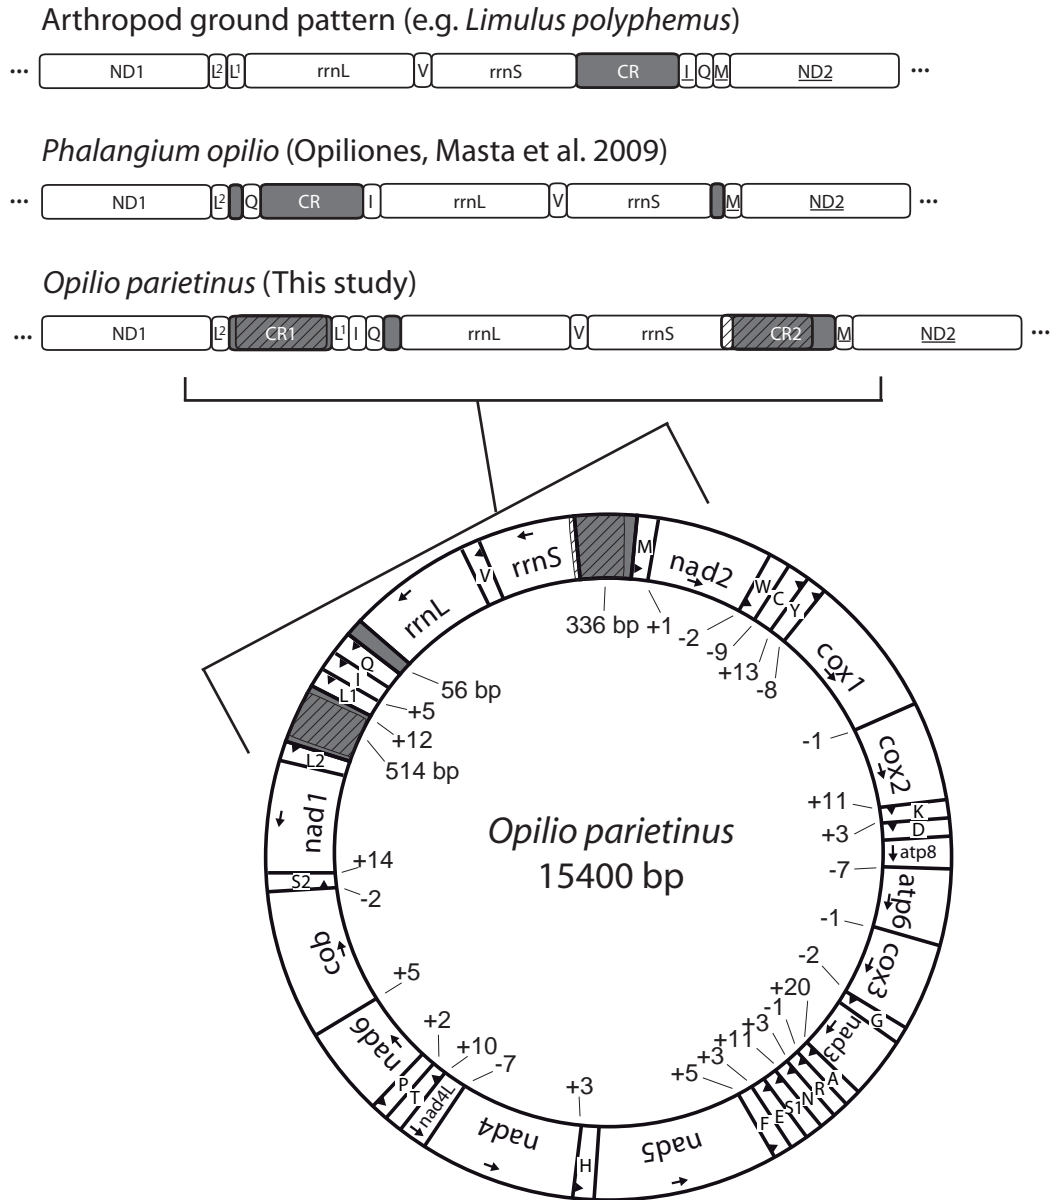 Arthropod ground pattern (e.g. Limulus polyphemus)
... ND1 L² L¹ rrnL V rrnS CR I Q M ND2 ...
Phalangium opilio (Opiliones, Masta et al. 2009)
... ND1 L² Q CR I rrnL V rrnS M ND2 ...
Opilio parietinus (This study)
... ND1 L² CR1 L¹ I Q rrnL V rrnS CR2 M ND2 ...
M
nad2
W
C
Y
cox1
cox2
K
D
atp8
atp6
cox3
G
nad3
A
R
N
S1
E
F
nad5
H
nad4
nad4L
T
P
nad6
cob
S2
nad1
L2
L1
I
Q
rrnL
V
rrnS
336 bp
+1
-2
-9
+13
-8
-1
+11
+3
-7
-1
-2
+20
-1
+3
+11
+3
+5
+3
-7
+10
+2
+5
-2
+14
514 bp
+12
+5
56 bp
Opilio parietinus
15400 bp